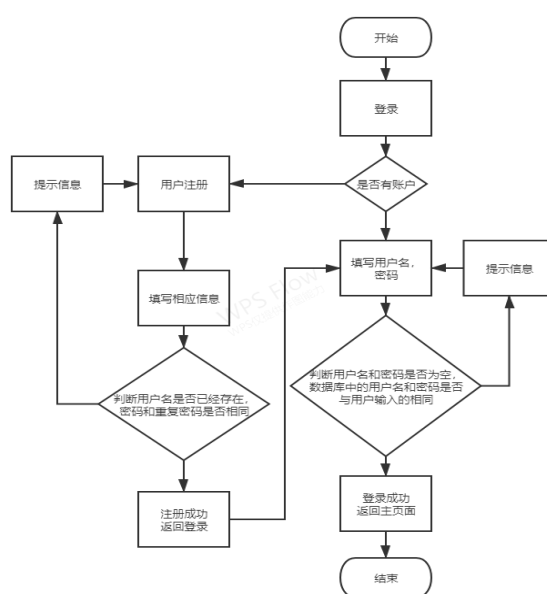 开始
登录
是否有账户
提示信息
用户注册
填写用户名，
密码
提示信息
填写相应信息
WPS Flow
判断用户名和密码是否为空，
数据库中的用户名和密码是否
与用户输入的相同
判断用户名是否已经存在，
密码和重复密码是否相同
注册成功
返回登录
登录成功
返回主页面
结束